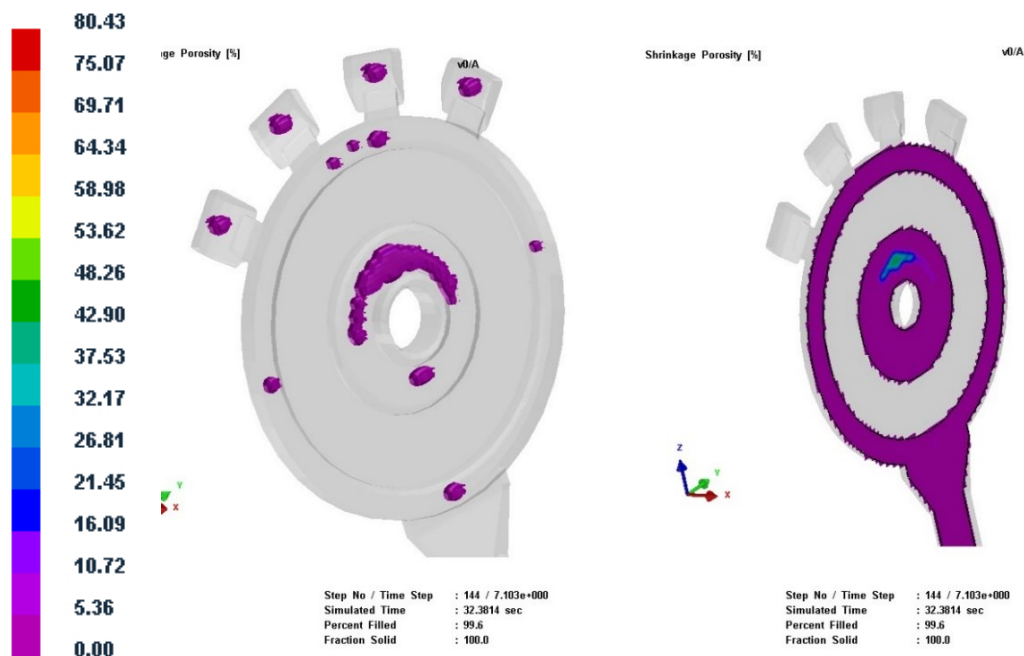 80.43
75.07
69.71
64.34
58.98
53.62
48.26
42.90
37.53
32.17
26.81
21.45
16.09
10.72
5.36
0.00
ge Porosity [%]
v0/A
Y
X
Step No / Time Step : 144 / 7.103e+000
Simulated Time : 32.3814 sec
Percent Filled : 99.6
Fraction Solid : 100.0
Shrinkage Porosity [%]
v0/A
Z
Y
X
Step No / Time Step : 144 / 7.103e+000
Simulated Time : 32.3814 sec
Percent Filled : 99.6
Fraction Solid : 100.0